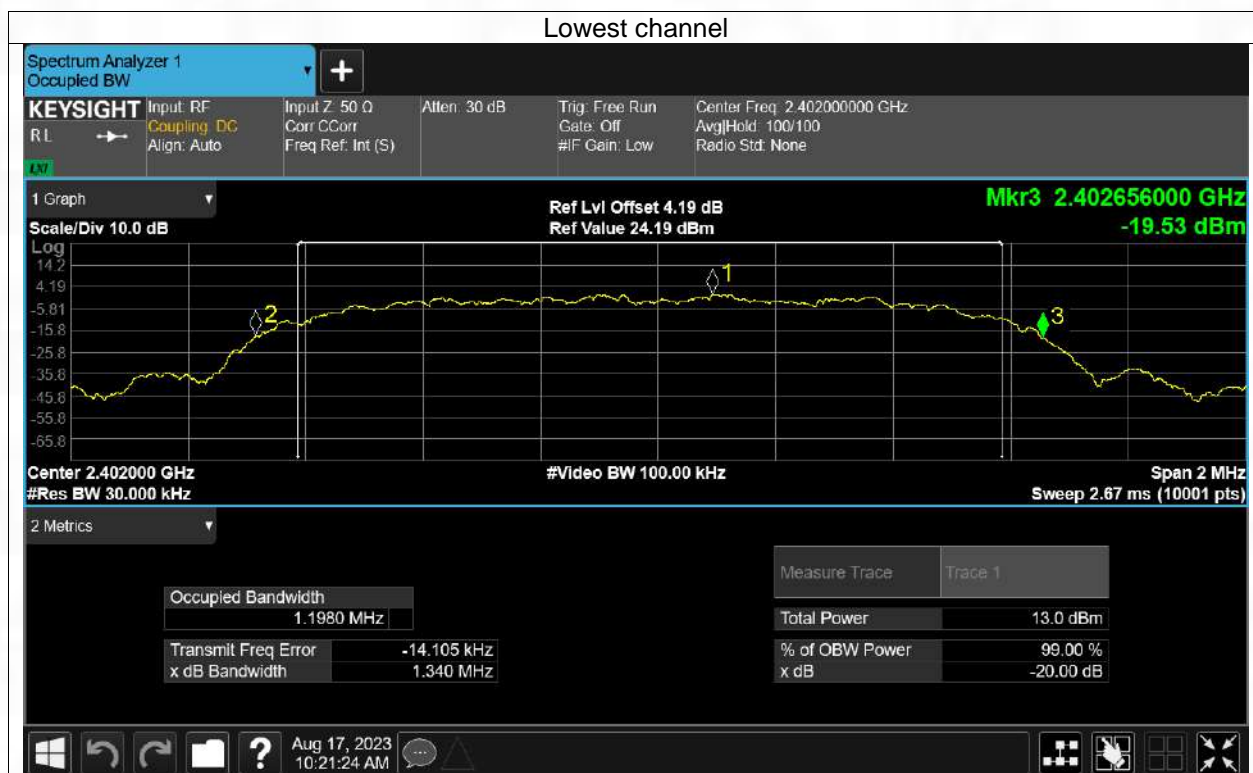 Lowest channel
Spectrum Analyzer 1
Occupied BW
KEYSIGHT
R L
LXI
Input: RF
Coupling: DC
Align: Auto
Input Z: 50 Ω
Corr CCorr
Freq Ref: Int (S)
Atten: 30 dB
Trig: Free Run
Gate: Off
#IF Gain: Low
Center Freq: 2.402000000 GHz
Avg|Hold: 100/100
Radio Std: None
1 Graph
Scale/Div 10.0 dB
Ref Lvl Offset 4.19 dB
Ref Value 24.19 dBm
Mkr3 2.402656000 GHz
-19.53 dBm
Log
14.2
4.19
-5.81
-15.8
-25.8
-35.8
-45.8
-55.8
-65.8
1
2
3
Center 2.402000 GHz
#Res BW 30.000 kHz
#Video BW 100.00 kHz
Span 2 MHz
Sweep 2.67 ms (10001 pts)
2 Metrics
Occupied Bandwidth
1.1980 MHz
Transmit Freq Error -14.105 kHz
x dB Bandwidth 1.340 MHz
Measure Trace Trace 1
Total Power 13.0 dBm
% of OBW Power 99.00 %
x dB -20.00 dB
?
Aug 17, 2023
10:21:24 AM